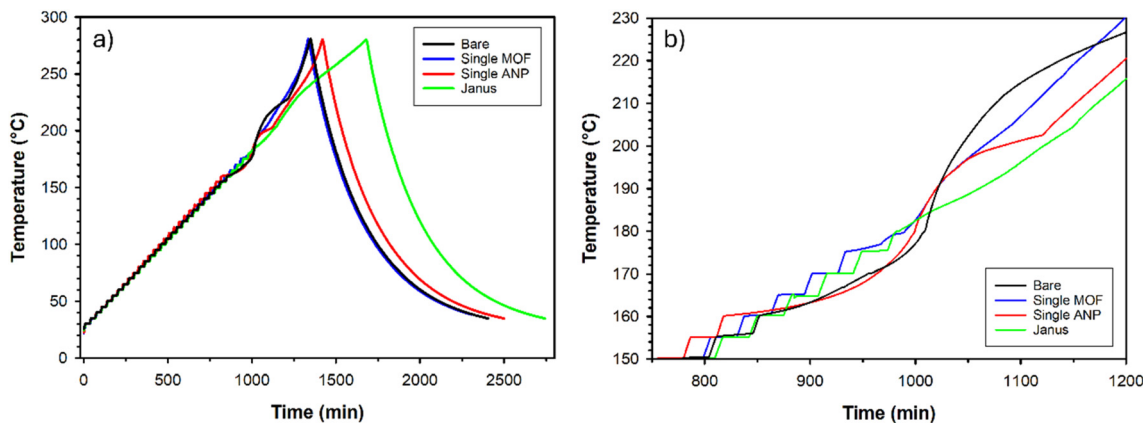 a)
Temperature (°C)
300
250
200
150
100
50
0
0
500
1000
1500
2000
2500
Time (min)
Bare
Single MOF
Single ANP
Janus
b)
Temperature (°C)
230
220
210
200
190
180
170
160
150
800
900
1000
1100
1200
Time (min)
Bare
Single MOF
Single ANP
Janus